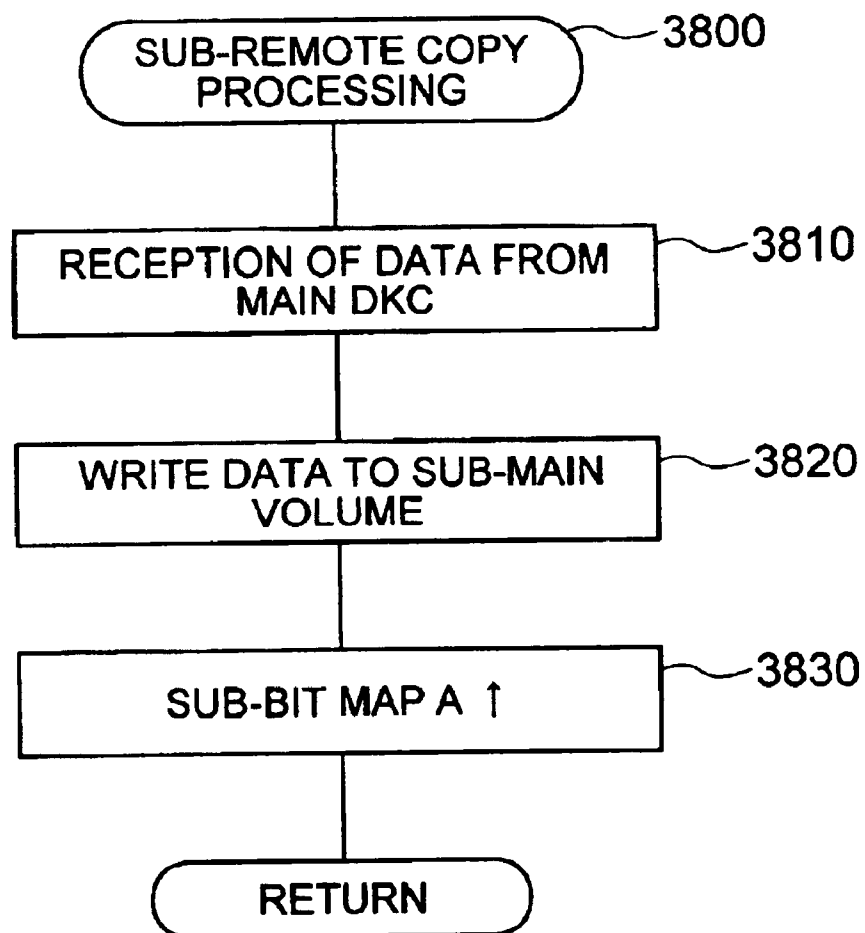 SUB-REMOTE COPY
PROCESSING
3800
RECEPTION OF DATA FROM
MAIN DKC
3810
WRITE DATA TO SUB-MAIN
VOLUME
3820
SUB-BIT MAP A ↑
3830
RETURN